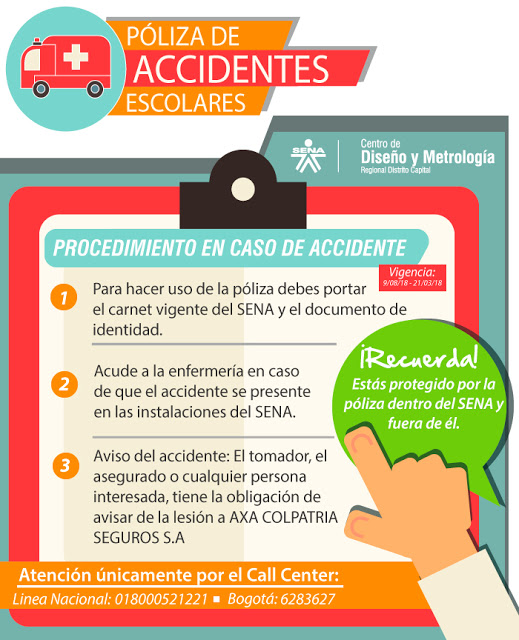 PÓLIZA DE
ACCIDENTES
ESCOLARES
SENA
Centro de
Diseño y Metrología
Regional Distrito Capital
PROCEDIMIENTO EN CASO DE ACCIDENTE
Vigencia:
9/08/18 - 21/03/18
1 Para hacer uso de la póliza debes portar
el carnet vigente del SENA y el documento de
identidad.
2 Acude a la enfermería en caso
de que el accidente se presente
en las instalaciones del SENA.
3 Aviso del accidente: El tomador, el
asegurado o cualquier persona
interesada, tiene la obligación de
avisar de la lesión a AXA COLPATRIA
SEGUROS S.A
¡Recuerda!
Estás protegido por la
póliza dentro del SENA y
fuera de él.
Atención únicamente por el Call Center:
Linea Nacional: 018000521221 ■ Bogotá: 6283627